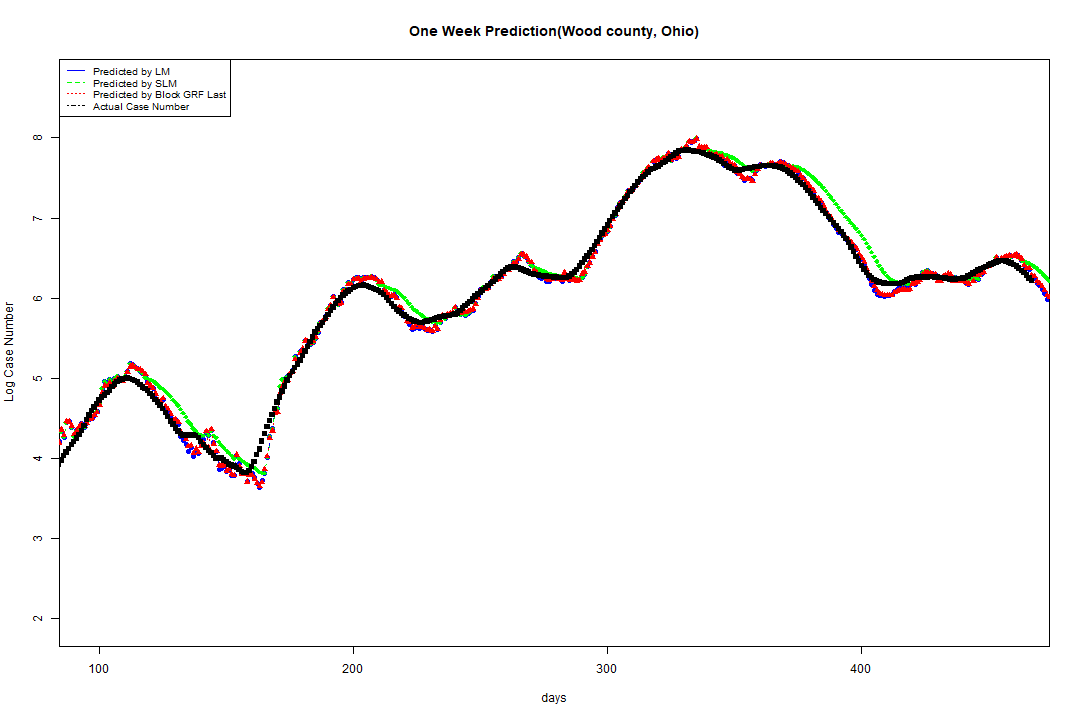 One Week Prediction(Wood county, Ohio)
Predicted by LM
Predicted by SLM
Predicted by Block GRF Last
Actual Case Number
8
7
6
5
4
3
2
Log Case Number
100 200 300 400
days